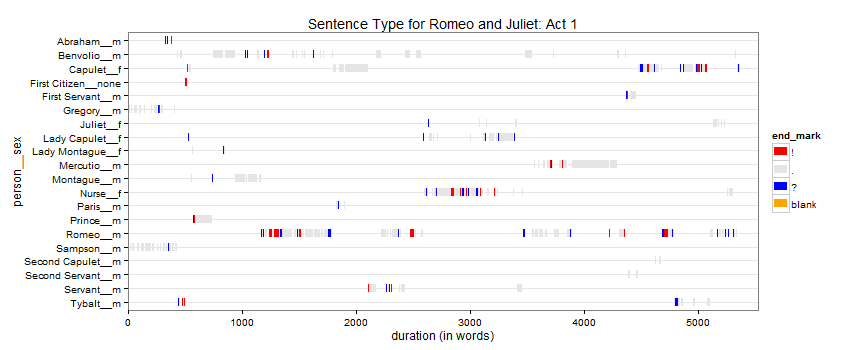 Sentence Type for Romeo and Juliet: Act 1
Abraham__m
Benvolio__m
Capulet__f
First Citizen__none
First Servant__m
Gregory__m
Juliet__f
Lady Capulet__f
Lady Montague__f
Mercutio__m
Montague__m
Nurse__f
Paris__m
Prince__m
Romeo__m
Sampson__m
Second Capulet__m
Second Servant__m
Servant__m
Tybalt__m
person__sex
0 1000 2000 3000 4000 5000
duration (in words)
end_mark
!
.
?
blank